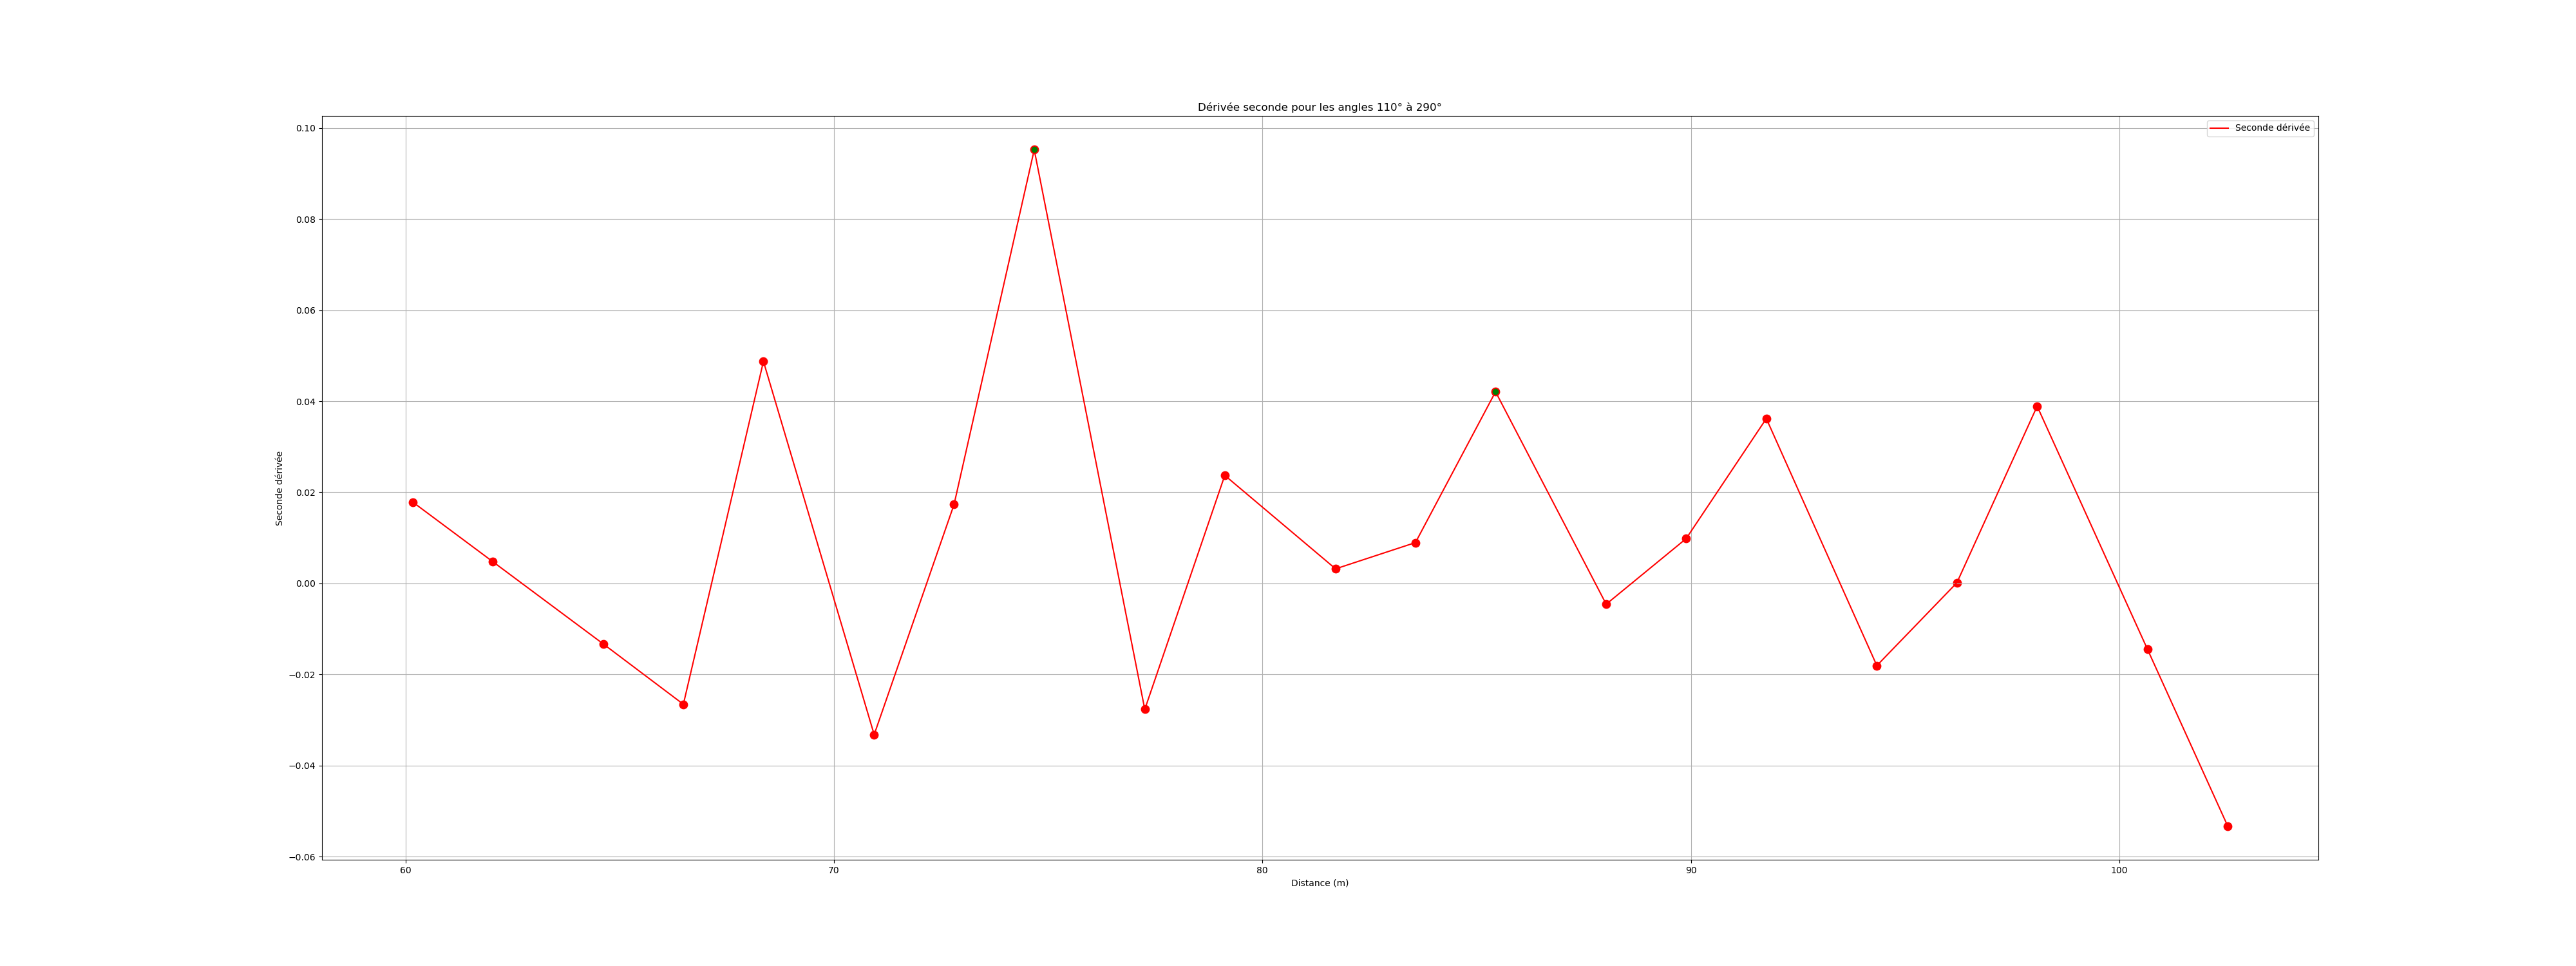 Dérivée seconde pour les angles 110° à 290°
Seconde dérivée
0.10
0.08
0.06
0.04
0.02
0.00
−0.02
−0.04
−0.06
Seconde dérivée
60 70 80 90 100
Distance (m)